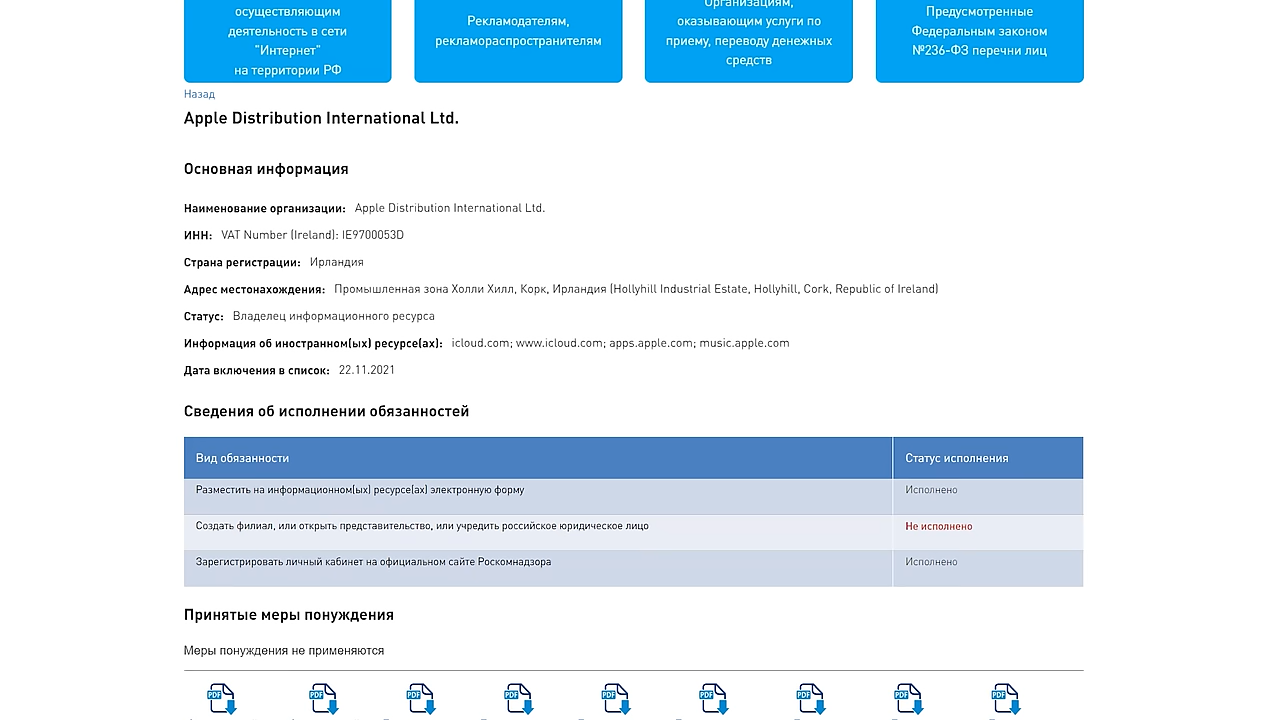 осуществляющим
деятельность в сети
"Интернет"
на территории РФ
Рекламодателям,
рекламораспространителям
Организациям,
оказывающим услуги по
приему, переводу денежных
средств
Предусмотренные
Федеральным законом
№236-ФЗ перечни лиц
Назад
Apple Distribution International Ltd.
Основная информация
Наименование организации: Apple Distribution International Ltd.
ИНН: VAT Number (Ireland): IE9700053D
Страна регистрации: Ирландия
Адрес местонахождения: Промышленная зона Холли Хилл, Корк, Ирландия (Hollyhill Industrial Estate, Hollyhill, Cork, Republic of Ireland)
Статус: Владелец информационного ресурса
Информация об иностранном(ых) ресурсе(ах): icloud.com; www.icloud.com; apps.apple.com; music.apple.com
Дата включения в список: 22.11.2021
Сведения об исполнении обязанностей
Вид обязанности Статус исполнения
Разместить на информационном(ых) ресурсе(ах) электронную форму Исполнено
Создать филиал, или открыть представительство, или учредить российское юридическое лицо Не исполнено
Зарегистрировать личный кабинет на официальном сайте Роскомнадзора Исполнено
Принятые меры понуждения
Меры понуждения не применяются
PDF PDF PDF PDF PDF PDF PDF PDF PDF